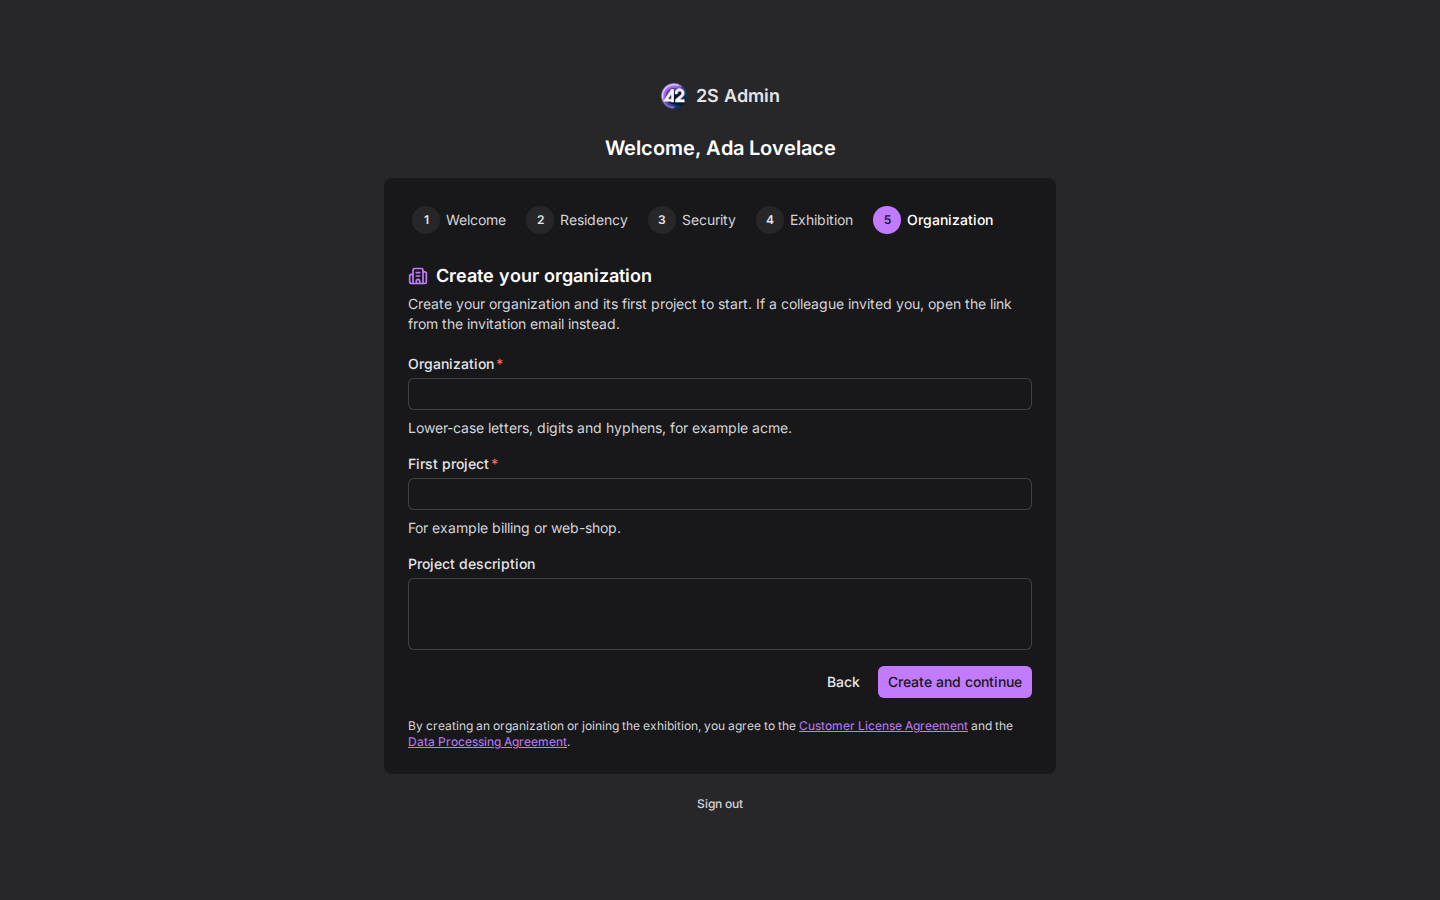 42 2S Admin
Welcome, Ada Lovelace
1 Welcome 2 Residency 3 Security 4 Exhibition 5 Organization
Create your organization
Create your organization and its first project to start. If a colleague invited you, open the link
from the invitation email instead.
Organization *
Lower-case letters, digits and hyphens, for example acme.
First project *
For example billing or web-shop.
Project description
Back Create and continue
By creating an organization or joining the exhibition, you agree to the Customer License Agreement and the
Data Processing Agreement.
Sign out